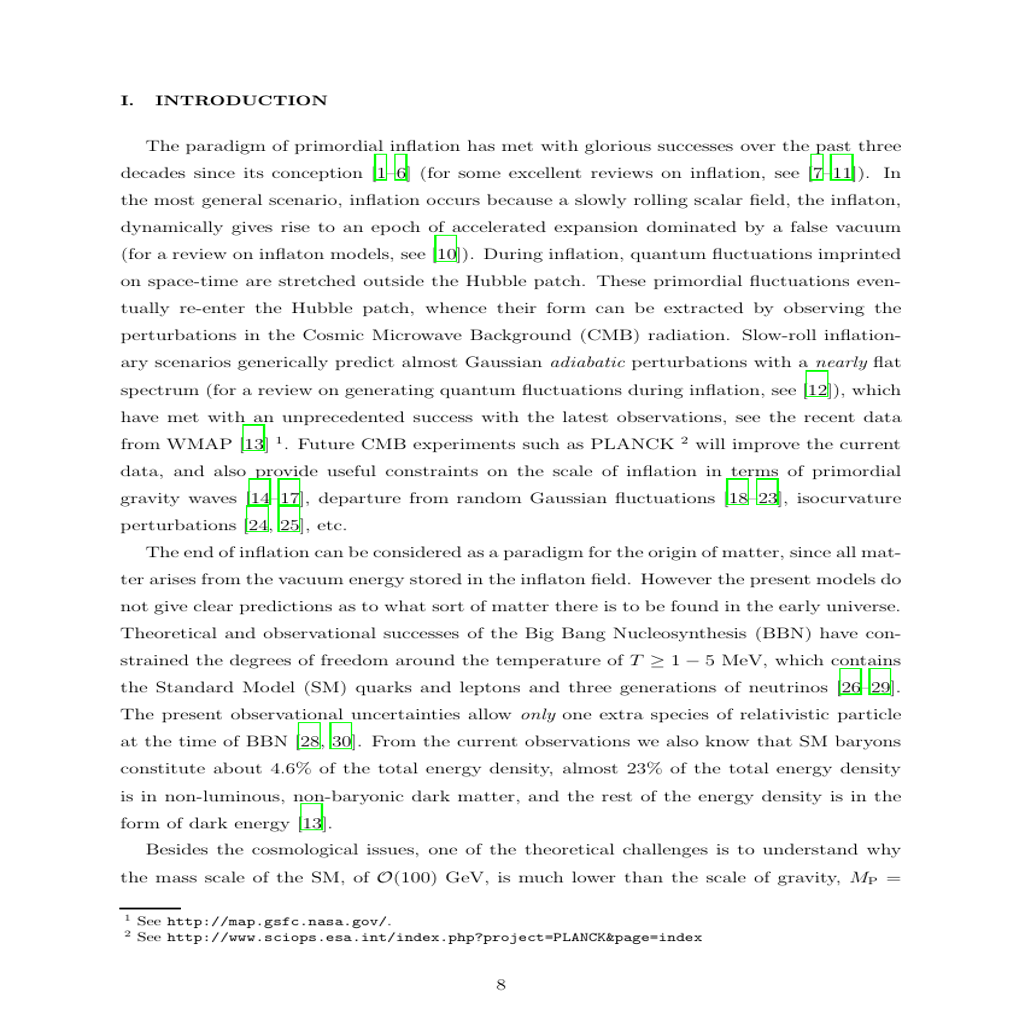 I. INTRODUCTION
The paradigm of primordial inflation has met with glorious successes over the past three
decades since its conception [1–6] (for some excellent reviews on inflation, see [7–11]). In
the most general scenario, inflation occurs because a slowly rolling scalar field, the inflaton,
dynamically gives rise to an epoch of accelerated expansion dominated by a false vacuum
(for a review on inflaton models, see [10]). During inflation, quantum fluctuations imprinted
on space-time are stretched outside the Hubble patch. These primordial fluctuations even-
tually re-enter the Hubble patch, whence their form can be extracted by observing the
perturbations in the Cosmic Microwave Background (CMB) radiation. Slow-roll inflation-
ary scenarios generically predict almost Gaussian adiabatic perturbations with a nearly flat
spectrum (for a review on generating quantum fluctuations during inflation, see [12]), which
have met with an unprecedented success with the latest observations, see the recent data
from WMAP [13] ¹. Future CMB experiments such as PLANCK ² will improve the current
data, and also provide useful constraints on the scale of inflation in terms of primordial
gravity waves [14–17], departure from random Gaussian fluctuations [18–23], isocurvature
perturbations [24, 25], etc.
The end of inflation can be considered as a paradigm for the origin of matter, since all mat-
ter arises from the vacuum energy stored in the inflaton field. However the present models do
not give clear predictions as to what sort of matter there is to be found in the early universe.
Theoretical and observational successes of the Big Bang Nucleosynthesis (BBN) have con-
strained the degrees of freedom around the temperature of T ≥ 1 − 5 MeV, which contains
the Standard Model (SM) quarks and leptons and three generations of neutrinos [26–29].
The present observational uncertainties allow only one extra species of relativistic particle
at the time of BBN [28, 30]. From the current observations we also know that SM baryons
constitute about 4.6% of the total energy density, almost 23% of the total energy density
is in non-luminous, non-baryonic dark matter, and the rest of the energy density is in the
form of dark energy [13].
Besides the cosmological issues, one of the theoretical challenges is to understand why
the mass scale of the SM, of 𝒪(100) GeV, is much lower than the scale of gravity, M_P =
¹ See http://map.gsfc.nasa.gov/.
² See http://www.sciops.esa.int/index.php?project=PLANCK&page=index
8